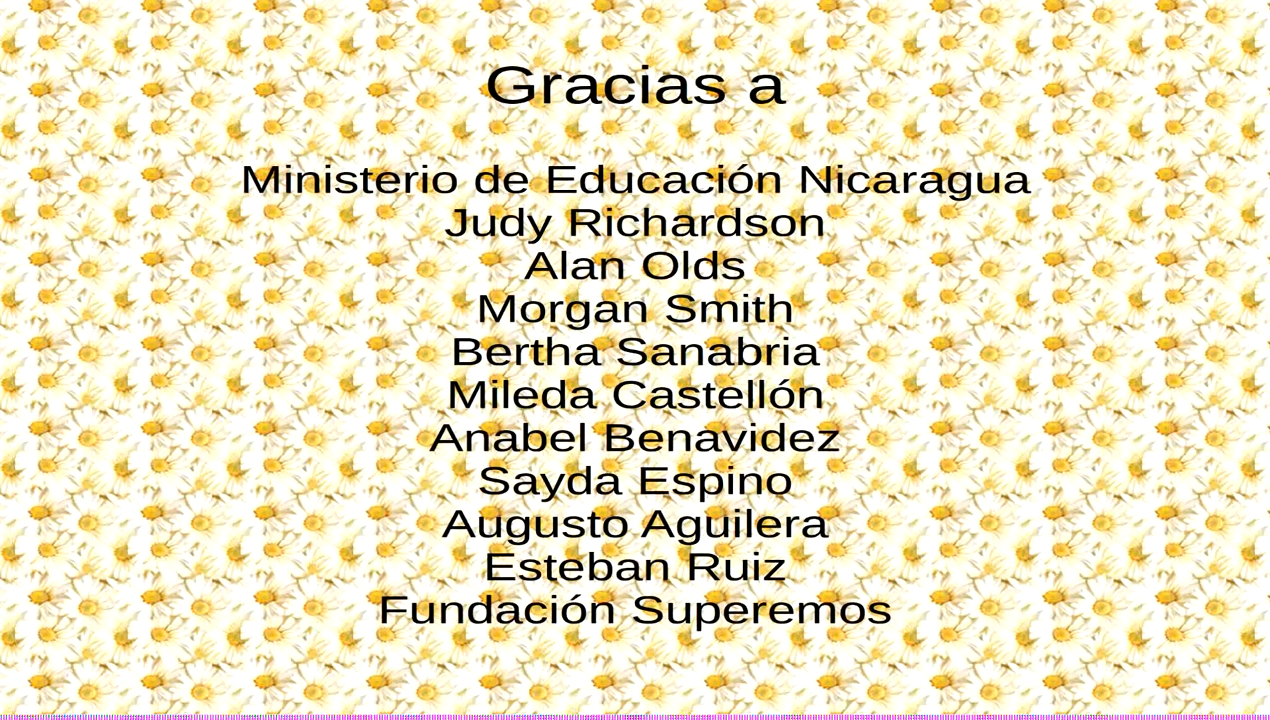 Gracias a
Ministerio de Educación Nicaragua
Judy Richardson
Alan Olds
Morgan Smith
Bertha Sanabria
Mileda Castellón
Anabel Benavidez
Sayda Espino
Augusto Aguilera
Esteban Ruiz
Fundación Superemos